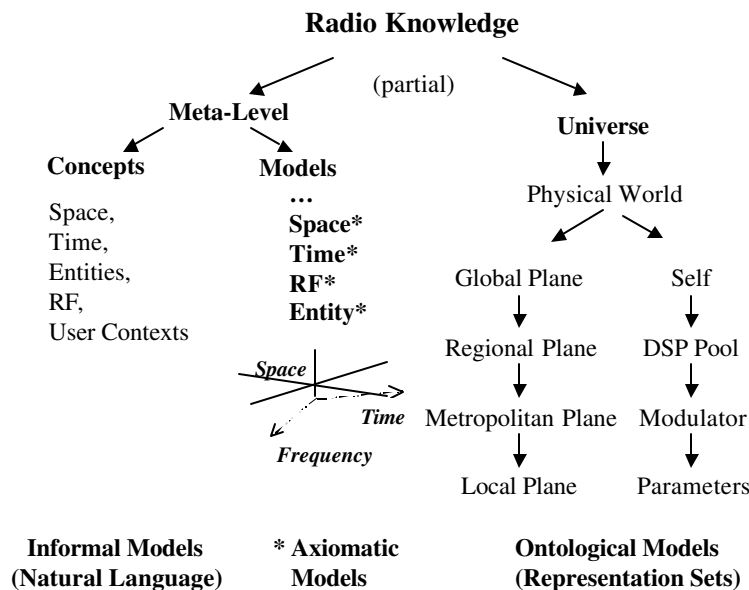 Radio Knowledge
(partial)
Meta-Level
Universe
Concepts
Models
Physical World
Space,
Time,
Entities,
RF,
User Contexts
…
Space*
Time*
RF*
Entity*
Global Plane
Self
Regional Plane
DSP Pool
Metropolitan Plane
Modulator
Local Plane
Parameters
Space
Time
Frequency
Informal Models
(Natural Language)
* Axiomatic
Models
Ontological Models
(Representation Sets)